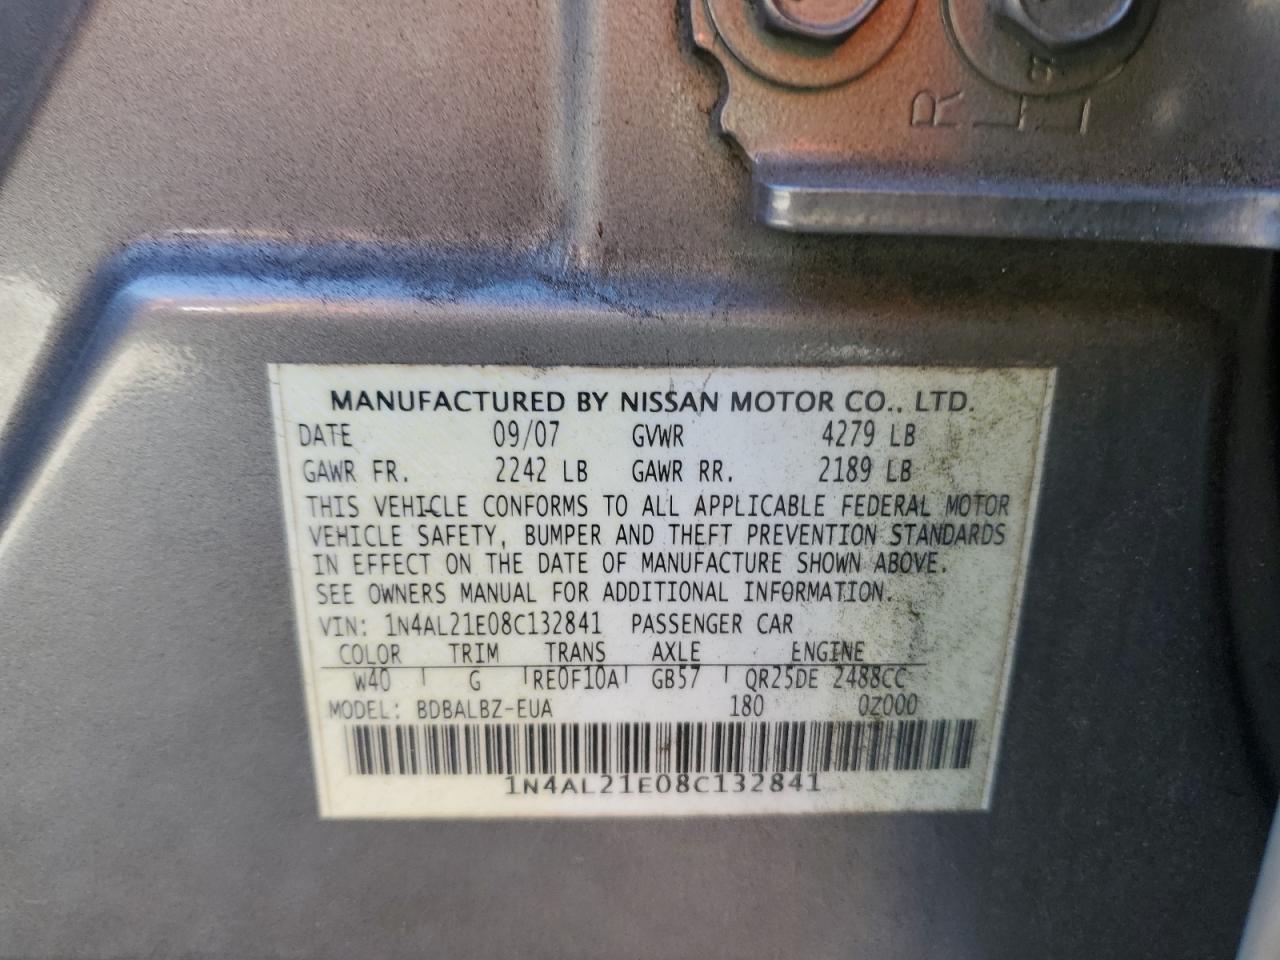 R
L
MANUFACTURED BY NISSAN MOTOR CO., LTD.
DATE 09/07 GVWR 4279 LB
GAWR FR. 2242 LB GAWR RR. 2189 LB
THIS VEHICLE CONFORMS TO ALL APPLICABLE FEDERAL MOTOR
VEHICLE SAFETY, BUMPER AND THEFT PREVENTION STANDARDS
IN EFFECT ON THE DATE OF MANUFACTURE SHOWN ABOVE.
SEE OWNERS MANUAL FOR ADDITIONAL INFORMATION.
VIN: 1N4AL21E08C132841 PASSENGER CAR
COLOR TRIM TRANS AXLE ENGINE
W40 G RE0F10A GB57 QR25DE 2488CC
MODEL: BDBALBZ-EUA 180 0Z000
1N4AL21E08C132841